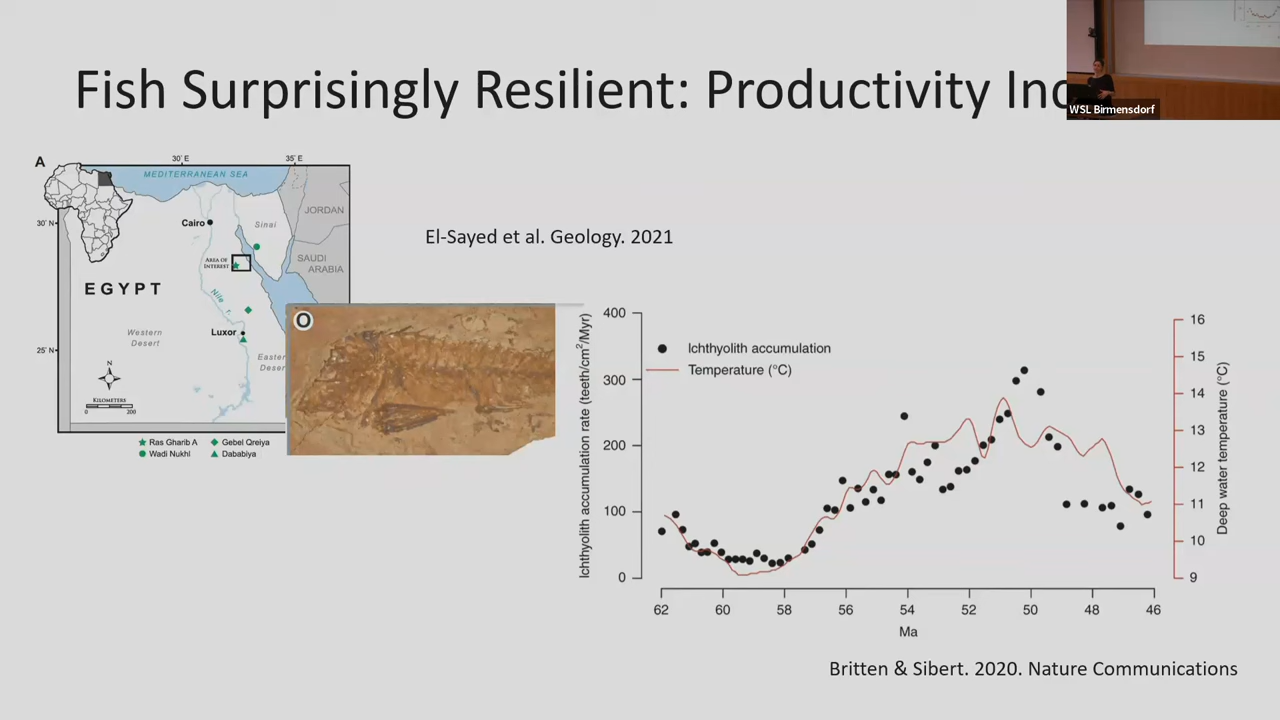 Fish Surprisingly Resilient: Productivity Inc
WSL Birmensdorf
A
30° E
35° E
MEDITERRANEAN SEA
30° N
Cairo
Sinai
JORDAN
AREA OF
INTEREST
SAUDI
ARABIA
EGYPT
Nile r.
Western
Desert
Luxor
25° N
Eastern
Desert
N
KILOMETERS
0 200
Ras Gharib A
Gebel Qreiya
Wadi Nukhl
Dababiya
El-Sayed et al. Geology. 2021
O
Ichthyolith accumulation rate (teeth/cm²/Myr)
400
300
200
100
0
Ichthyolith accumulation
Temperature (°C)
16
15
14
13
12
11
10
9
Deep water temperature (°C)
62 60 58 56 54 52 50 48 46
Ma
Britten & Sibert. 2020. Nature Communications